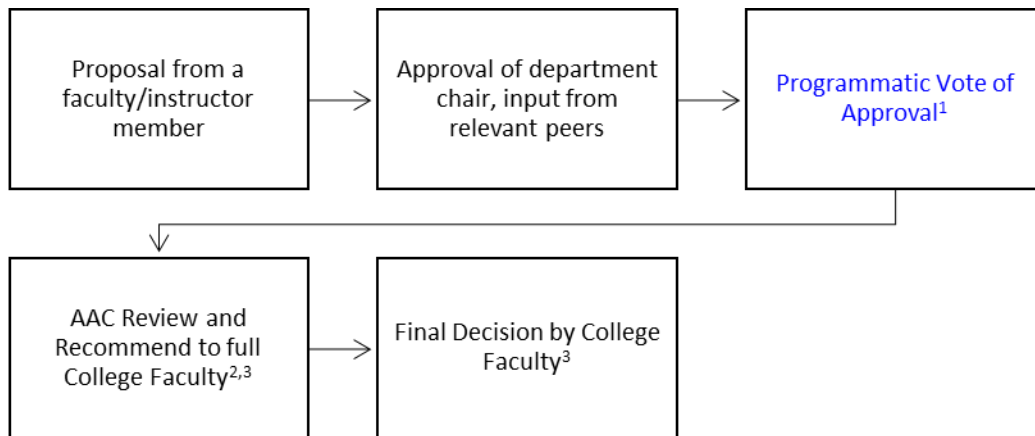 Proposal from a
faculty/instructor
member
Approval of department
chair, input from
relevant peers
Programmatic Vote of
Approval¹
AAC Review and
Recommend to full
College Faculty²,³
Final Decision by College
Faculty³